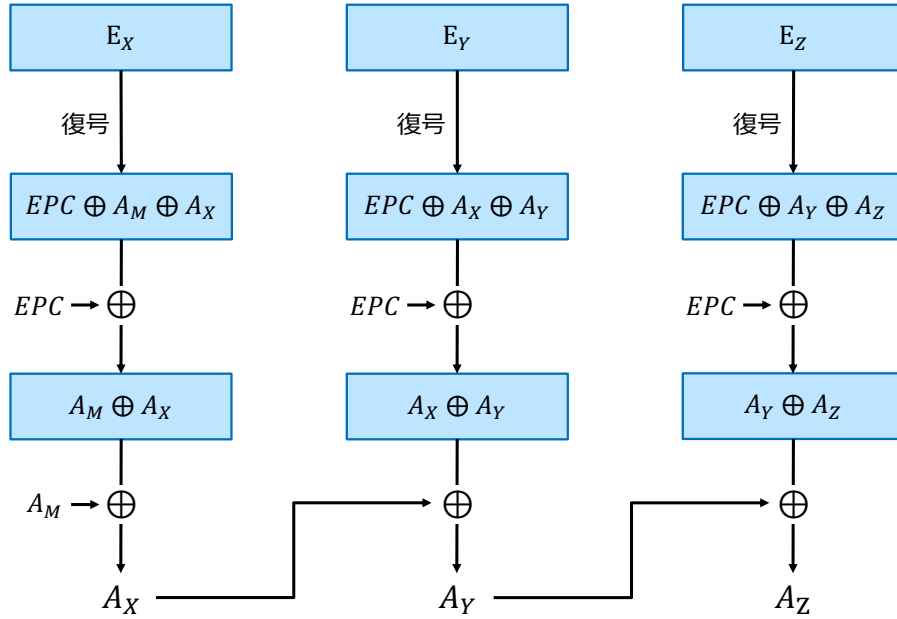 E_X E_Y E_Z
復号 復号 復号
EPC ⊕ A_M ⊕ A_X EPC ⊕ A_X ⊕ A_Y EPC ⊕ A_Y ⊕ A_Z
EPC ⊕ EPC ⊕ EPC ⊕
A_M ⊕ A_X A_X ⊕ A_Y A_Y ⊕ A_Z
A_M ⊕ ⊕ ⊕
A_X A_Y A_Z